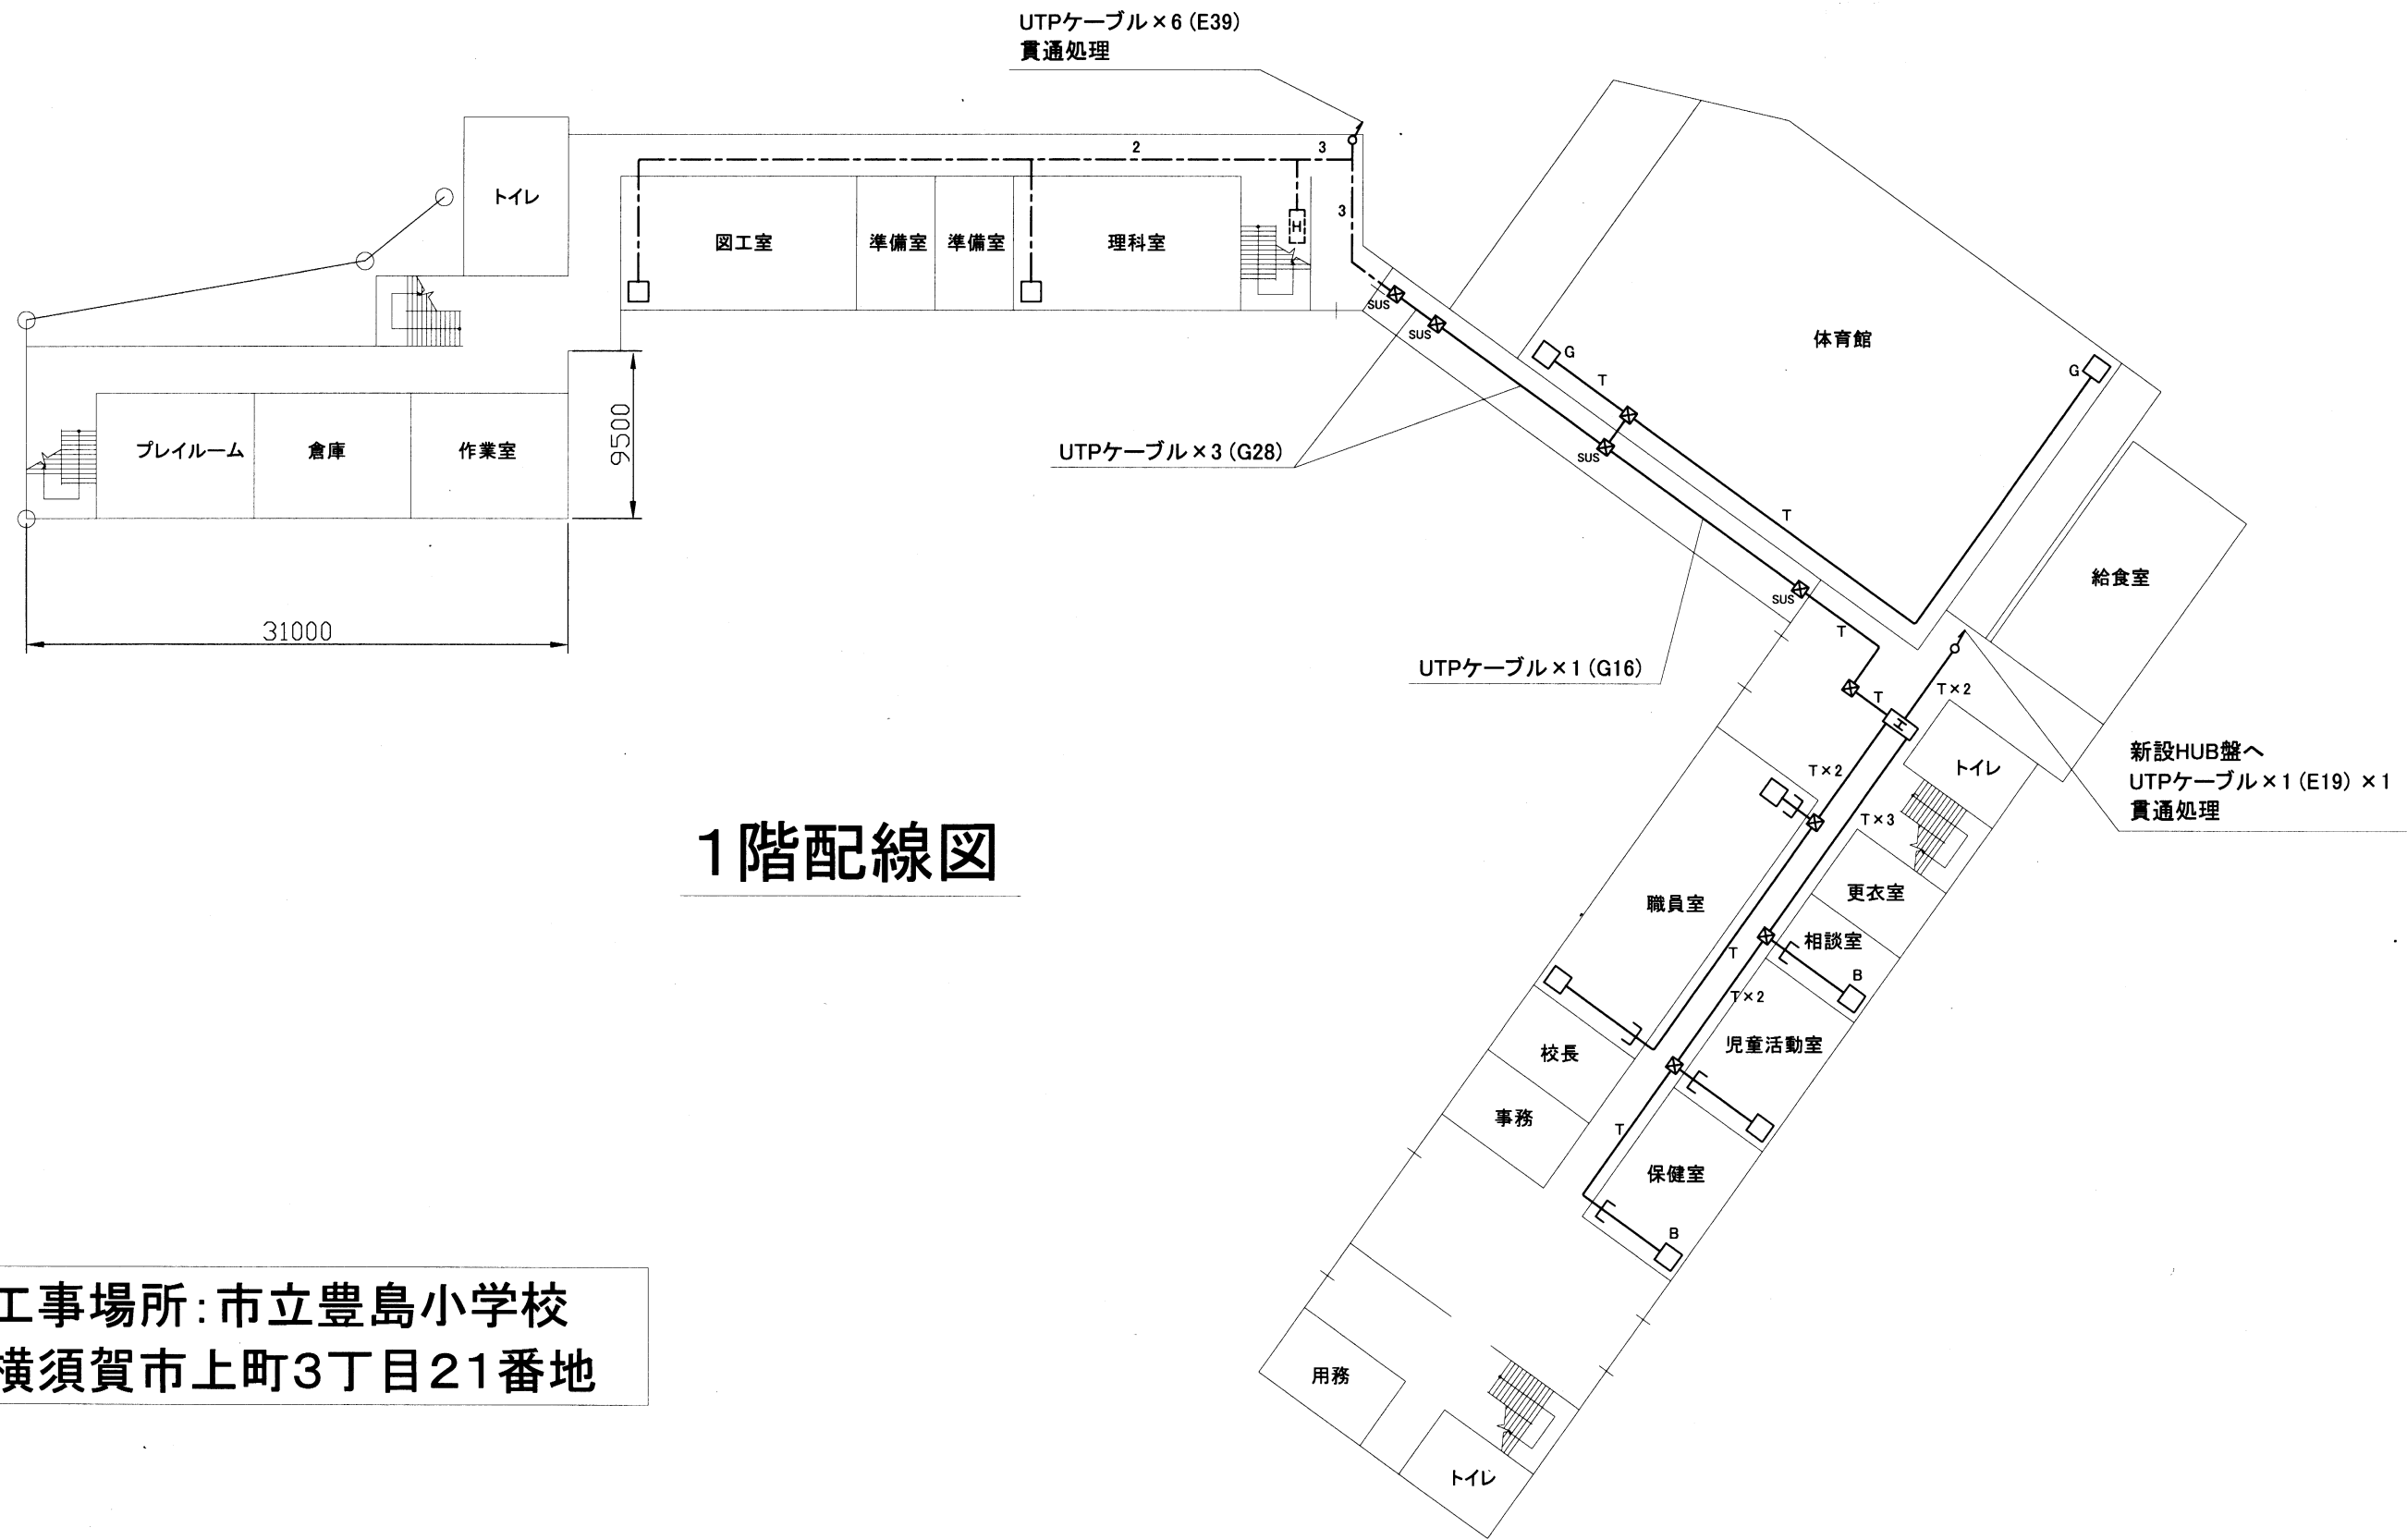 UTPケーブル×6 (E39)
貫通処理
2
3
3
H
トイレ
図工室
準備室
準備室
理科室
SUS
SUS
SUS
SUS
体育館
G
G
T
T
プレイルーム
倉庫
作業室
9500
31000
UTPケーブル×3 (G28)
UTPケーブル×1 (G16)
給食室
T
T
T×2
エ
新設HUB盤へ
UTPケーブル×1 (E19) ×1
貫通処理
トイレ
T×2
T×3
1階配線図
職員室
更衣室
相談室
B
T
T×2
児童活動室
校長
事務
T
保健室
B
工事場所:市立豊島小学校
横須賀市上町3丁目21番地
用務
トイレ